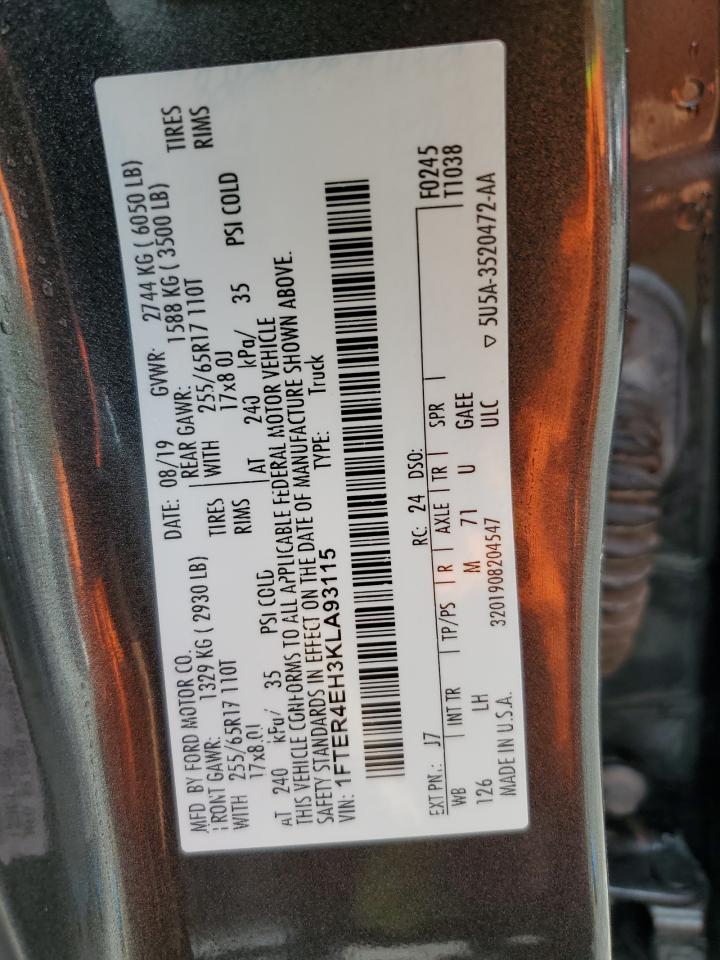 MFD BY FORD MOTOR CO. DATE: 08/19 GVWR: 2744 KG ( 6050 LB)
FRONT GAWR: 1329 KG ( 2930 LB) REAR GAWR: 1588 KG ( 3500 LB)
WITH 255/65R17 110T TIRES WITH 255/65R17 110T TIRES
17x8.0J RIMS 17x8.0J RIMS
AT 240 kPa/ 35 PSI COLD AT 240 kPa/ 35 PSI COLD
THIS VEHICLE CONFORMS TO ALL APPLICABLE FEDERAL MOTOR VEHICLE
SAFETY STANDARDS IN EFFECT ON THE DATE OF MANUFACTURE SHOWN ABOVE.
VIN: 1FTER4EH3KLA93115 TYPE: Truck
F0245
EXT PNT: J7 RC: 24 DSO: T1038
WB INT TR TP/PS R AXLE TR SPR
126 LH M 71 U GAEE
ULC
MADE IN U.S.A. 3201908204547 ▽ 5U5A-3520472-AA